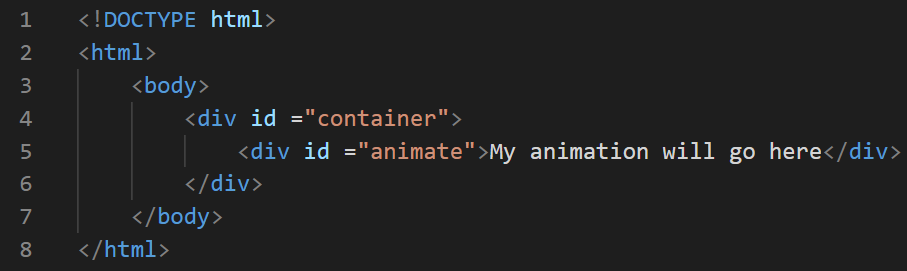 1 <!DOCTYPE html>
2 <html>
3 <body>
4 <div id ="container">
5 <div id ="animate">My animation will go here</div>
6 </div>
7 </body>
8 </html>